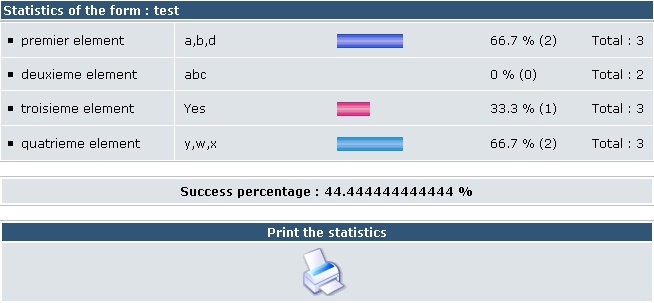 Statistics of the form : test
premier element a,b,d 66.7 % (2) Total : 3
deuxieme element abc 0 % (0) Total : 2
troisieme element Yes 33.3 % (1) Total : 3
quatrieme element y,w,x 66.7 % (2) Total : 3
Success percentage : 44.444444444444 %
Print the statistics